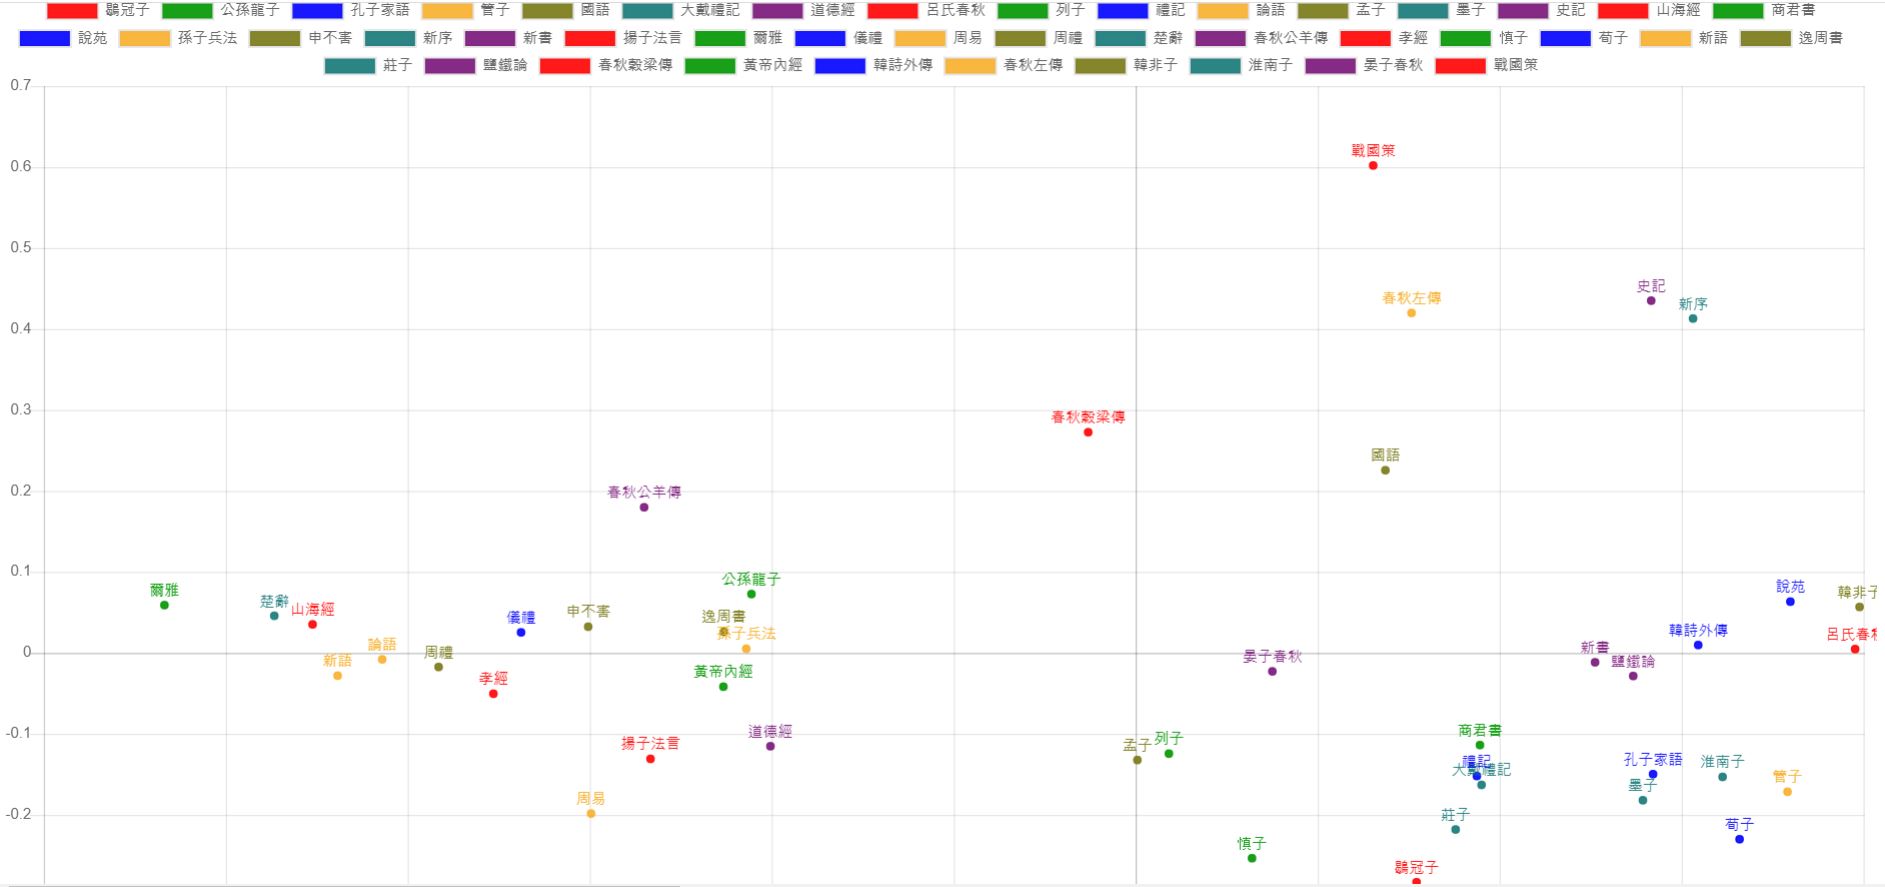 鶡冠子 公孫龍子 孔子家語 管子 國語 大戴禮記 道德經 呂氏春秋 列子 禮記 論語 孟子 墨子 史記 山海經 商君書
說苑 孫子兵法 申不害 新序 新書 揚子法言 爾雅 儀禮 周易 周禮 楚辭 春秋公羊傳 孝經 慎子 荀子 新語 逸周書
莊子 鹽鐵論 春秋穀梁傳 黃帝內經 韓詩外傳 春秋左傳 韓非子 淮南子 晏子春秋 戰國策
0.7
戰國策
0.6
0.5
史記
春秋左傳
新序
0.4
春秋穀梁傳
0.3
國語
春秋公羊傳
0.2
公孫龍子
0.1
爾雅
說苑
韓非子
楚辭
山海經
儀禮
申不害
逸周書
孫子兵法
韓詩外傳
呂氏春秋
論語
0
周禮
新語
晏子春秋
新書
鹽鐵論
孝經
黃帝內經
道德經
商君書
-0.1
揚子法言
孟子
列子
禮記
大戴禮記
孔子家語
淮南子
管子
墨子
周易
-0.2
莊子
荀子
慎子
鶡冠子